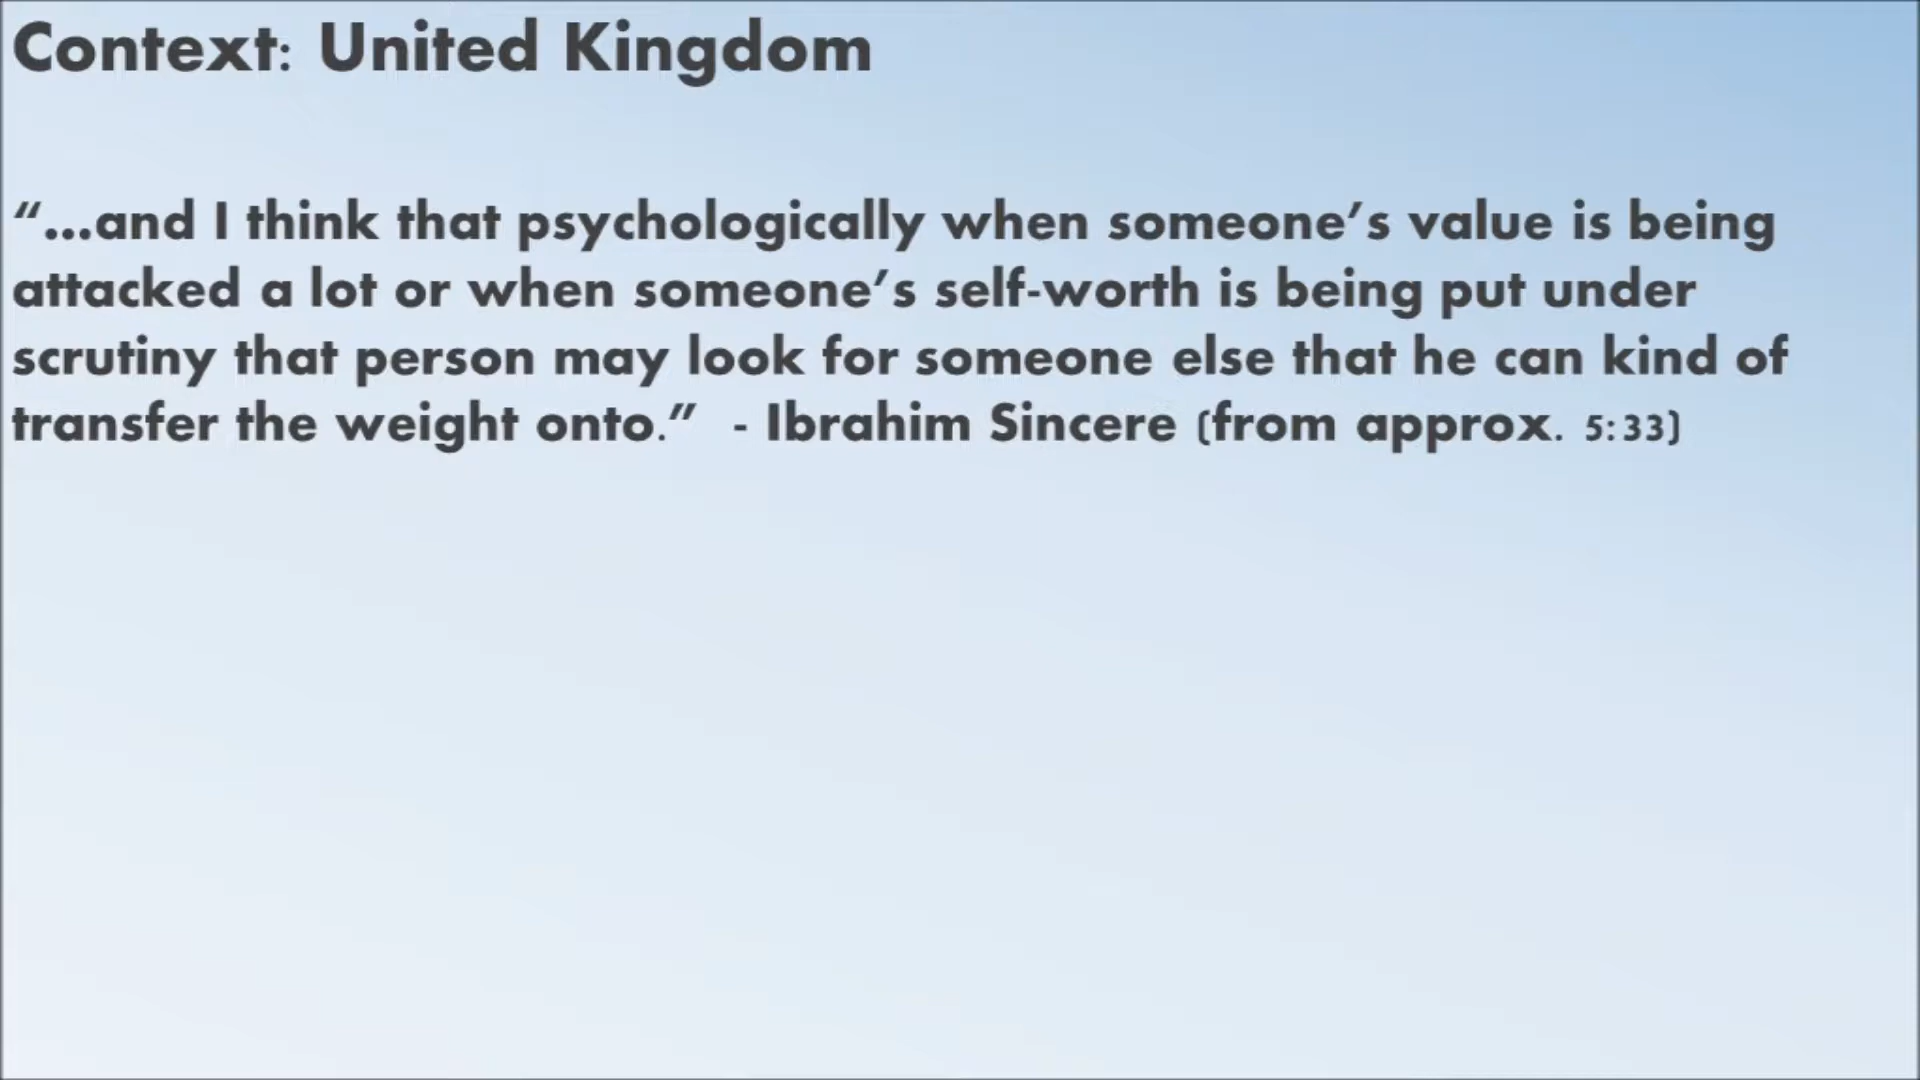 Context: United Kingdom
“...and I think that psychologically when someone’s value is being
attacked a lot or when someone’s self-worth is being put under
scrutiny that person may look for someone else that he can kind of
transfer the weight onto.” - Ibrahim Sincere (from approx. 5:33)